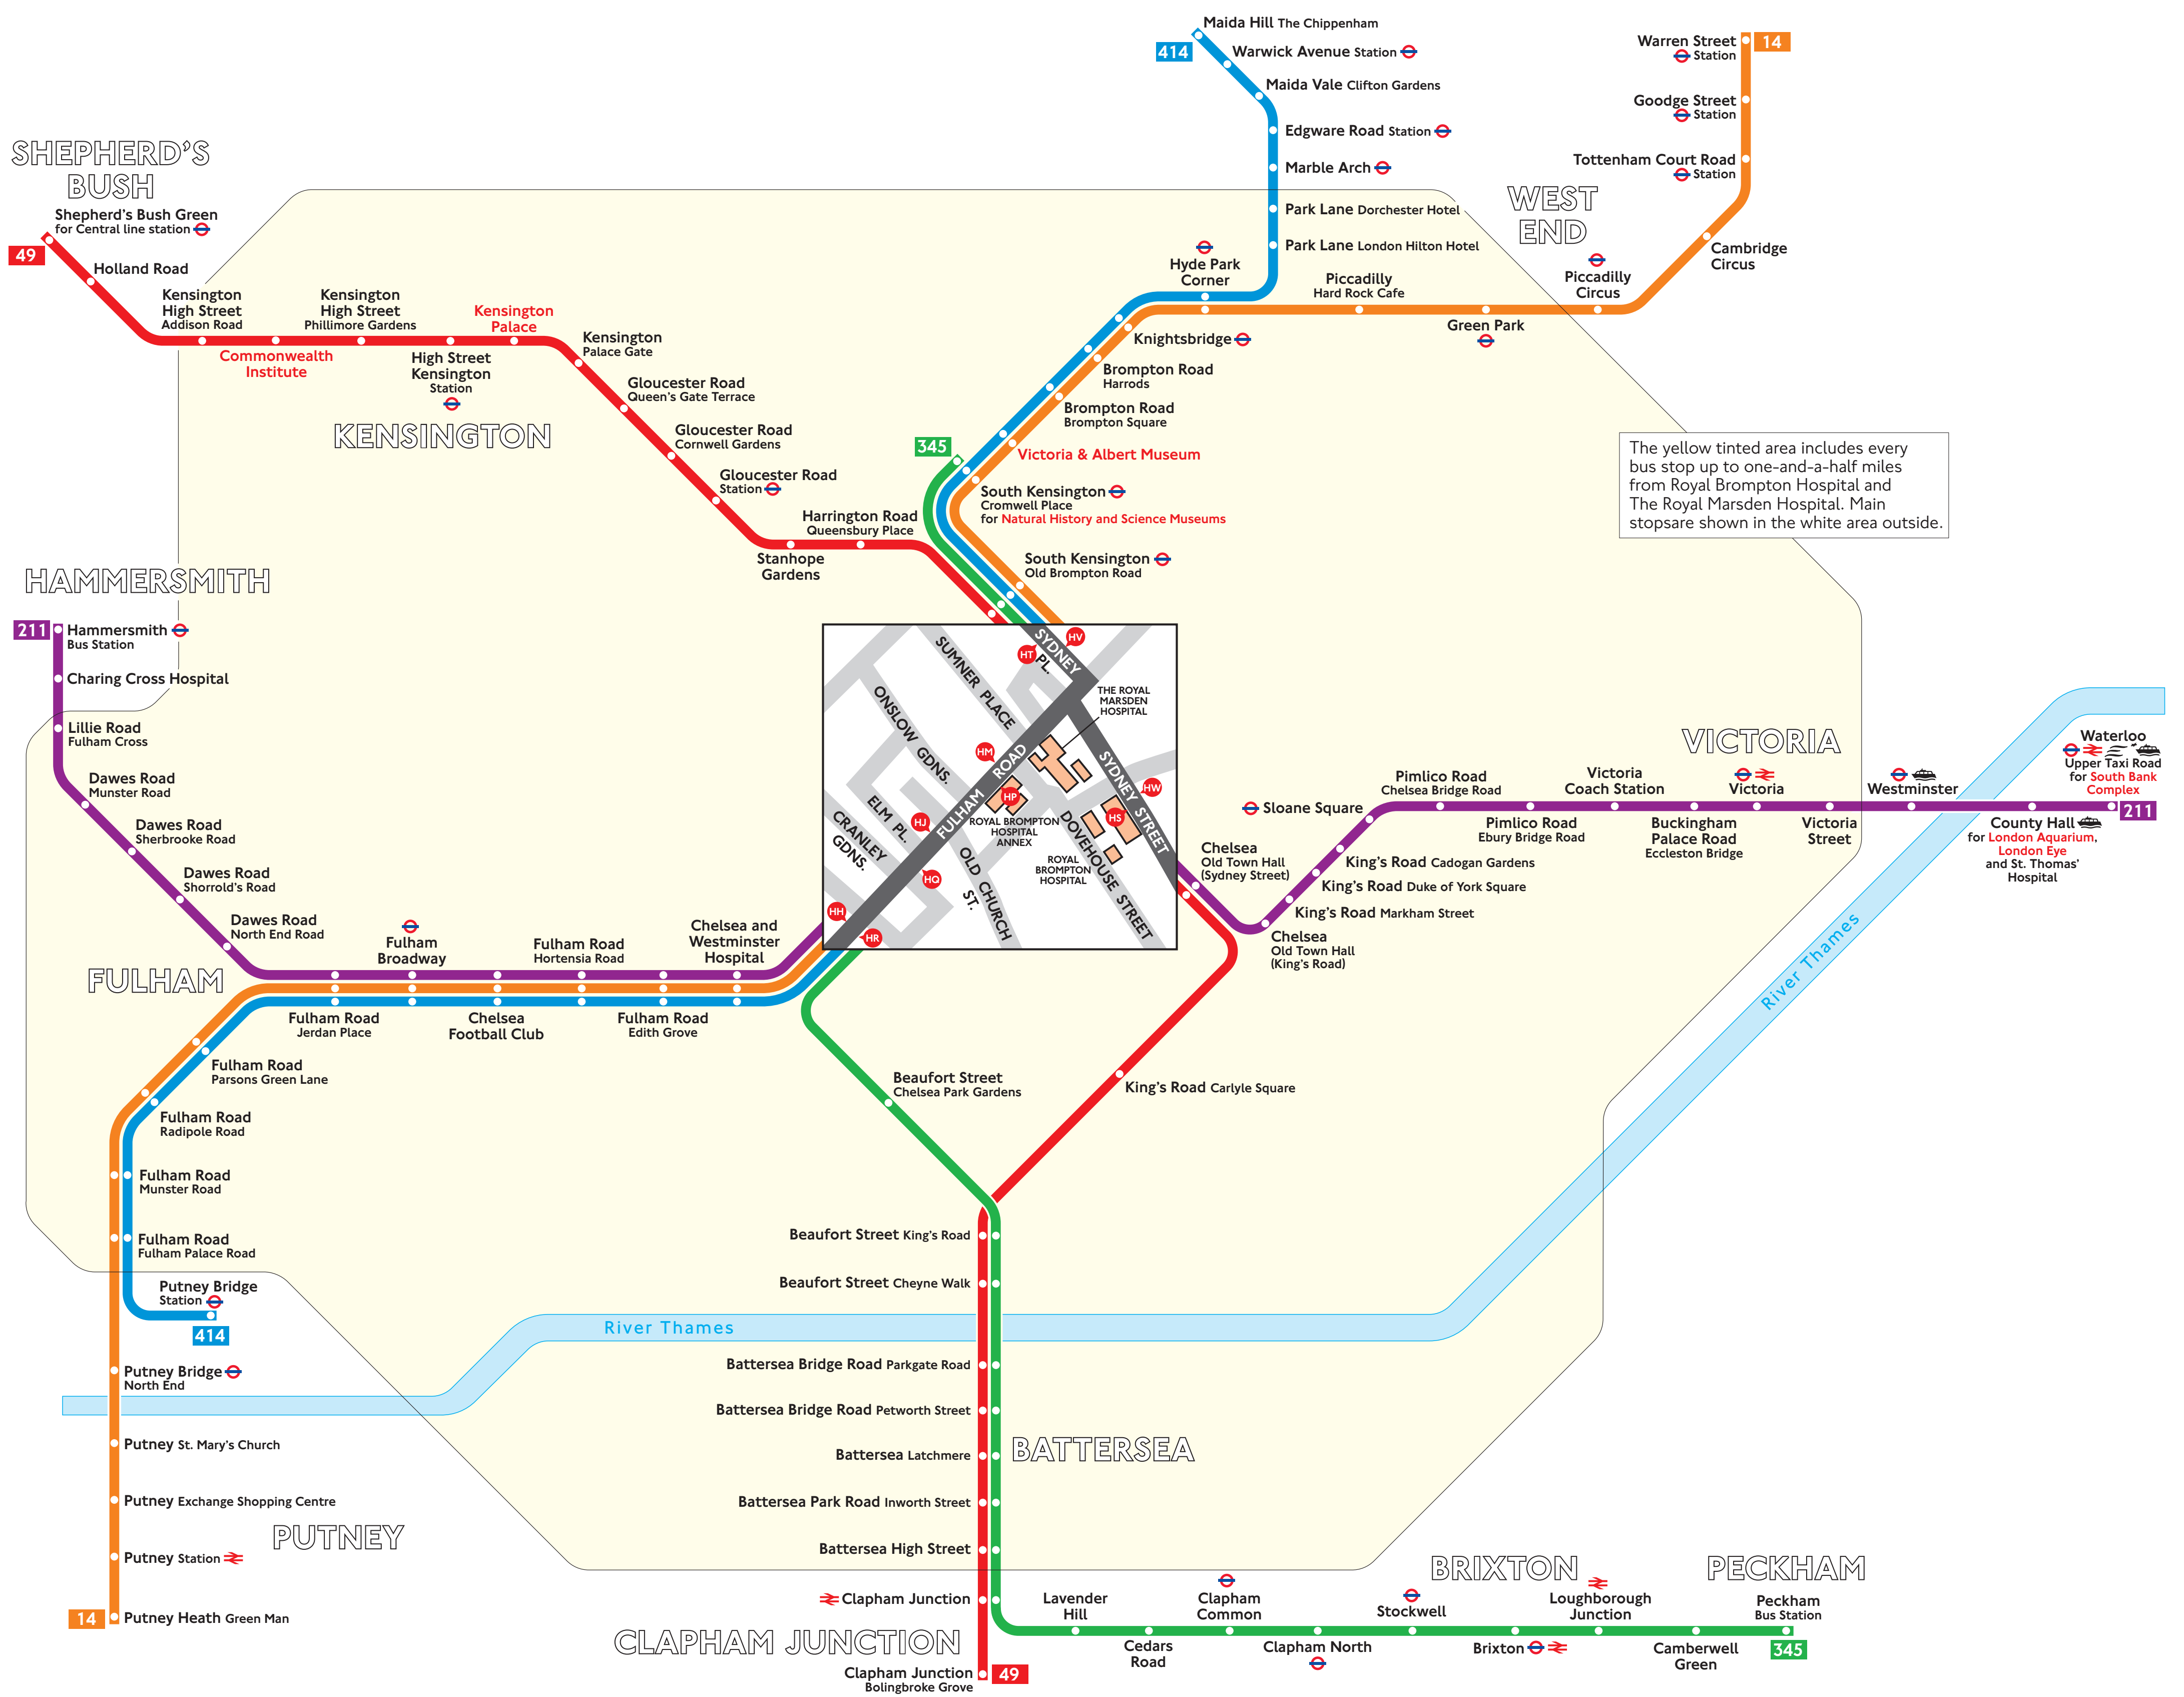 Maida Hill The Chippenham
414
Warwick Avenue Station
Maida Vale Clifton Gardens
Edgware Road Station
Marble Arch
Park Lane Dorchester Hotel
Park Lane London Hilton Hotel
Hyde Park
Corner
Warren Street
Station
14
Goodge Street
Station
Tottenham Court Road
Station
WEST
END
Cambridge
Circus
Piccadilly
Circus
Piccadilly
Hard Rock Cafe
Green Park
SHEPHERD'S
BUSH
Shepherd's Bush Green
for Central line station
49
Holland Road
Kensington
High Street
Addison Road
Commonwealth
Institute
Kensington
High Street
Phillimore Gardens
High Street
Kensington
Station
Kensington
Palace
KENSINGTON
Kensington
Palace Gate
Gloucester Road
Queen's Gate Terrace
Gloucester Road
Cornwell Gardens
Gloucester Road
Station
Harrington Road
Queensbury Place
Stanhope
Gardens
Knightsbridge
Brompton Road
Harrods
Brompton Road
Brompton Square
345
Victoria & Albert Museum
South Kensington
Cromwell Place
for Natural History and Science Museums
South Kensington
Old Brompton Road
The yellow tinted area includes every
bus stop up to one-and-a-half miles
from Royal Brompton Hospital and
The Royal Marsden Hospital. Main
stopsare shown in the white area outside.
HAMMERSMITH
211
Hammersmith
Bus Station
Charing Cross Hospital
Lillie Road
Fulham Cross
Dawes Road
Munster Road
Dawes Road
Sherbrooke Road
Dawes Road
Shorrold's Road
Dawes Road
North End Road
FULHAM
Fulham
Broadway
Fulham Road
Hortensia Road
Chelsea and
Westminster
Hospital
Fulham Road
Jerdan Place
Chelsea
Football Club
Fulham Road
Edith Grove
SYDNEY
PL.
HV
HT
SUMNER PLACE
ONSLOW GDNS.
THE ROYAL
MARSDEN
HOSPITAL
HM
FULHAM ROAD
HP
SYDNEY STREET
HW
HS
ROYAL BROMPTON
HOSPITAL
ANNEX
HJ
ELM PL.
CRANLEY
GDNS.
OLD CHURCH
ST.
DOVEHOUSE STREET
ROYAL
BROMPTON
HOSPITAL
HQ
HH
HR
Chelsea
Old Town Hall
(Sydney Street)
Chelsea
Old Town Hall
(King's Road)
King's Road Markham Street
King's Road Duke of York Square
King's Road Cadogan Gardens
Sloane Square
Pimlico Road
Chelsea Bridge Road
Pimlico Road
Ebury Bridge Road
Victoria
Coach Station
Buckingham
Palace Road
Eccleston Bridge
VICTORIA
Victoria
Victoria
Street
Westminster
County Hall
for London Aquarium,
London Eye
and St. Thomas'
Hospital
Waterloo
Upper Taxi Road
for South Bank
Complex
211
River Thames
Fulham Road
Parsons Green Lane
Fulham Road
Radipole Road
Fulham Road
Munster Road
Fulham Road
Fulham Palace Road
Putney Bridge
Station
414
Putney Bridge
North End
Putney St. Mary's Church
Putney Exchange Shopping Centre
PUTNEY
Putney Station
14
Putney Heath Green Man
River Thames
Beaufort Street
Chelsea Park Gardens
King's Road Carlyle Square
Beaufort Street King's Road
Beaufort Street Cheyne Walk
Battersea Bridge Road Parkgate Road
Battersea Bridge Road Petworth Street
Battersea Latchmere
BATTERSEA
Battersea Park Road Inworth Street
Battersea High Street
Clapham Junction
CLAPHAM JUNCTION
Clapham Junction
Bolingbroke Grove
49
Lavender
Hill
Cedars
Road
Clapham
Common
Clapham North
Stockwell
BRIXTON
Brixton
Loughborough
Junction
Camberwell
Green
PECKHAM
Peckham
Bus Station
345